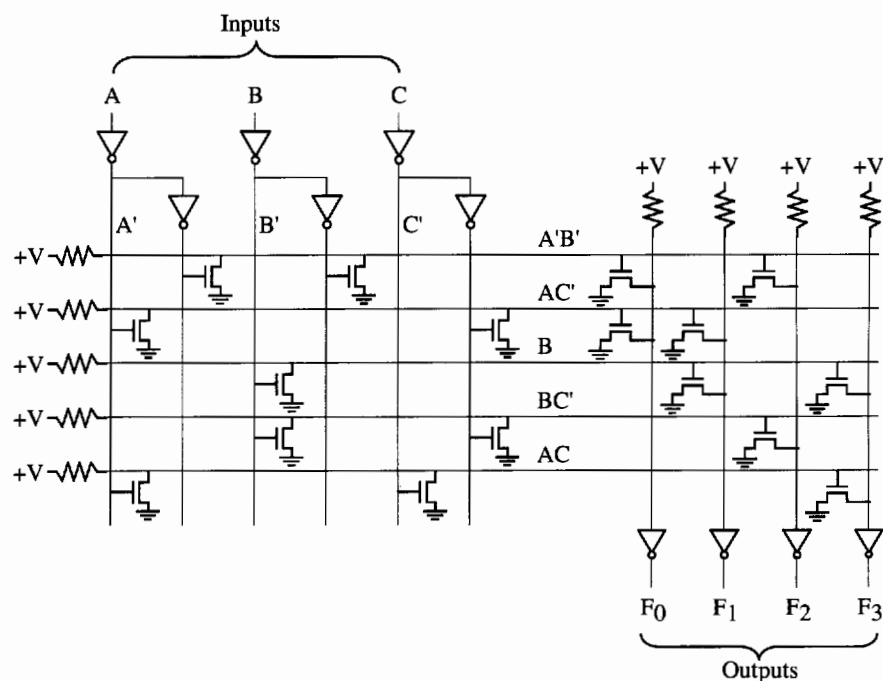 Inputs
A B C
+V +V +V +V
A' B' C'
A'B'
+V
AC'
+V
B
+V
BC'
+V
AC
+V
F0 F1 F2 F3
Outputs